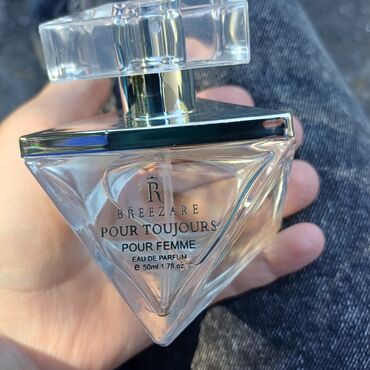 R
BREEZARE
POUR TOUJOURS
POUR FEMME
EAU DE PARFUM
e 50ml 1.7fl.oz.